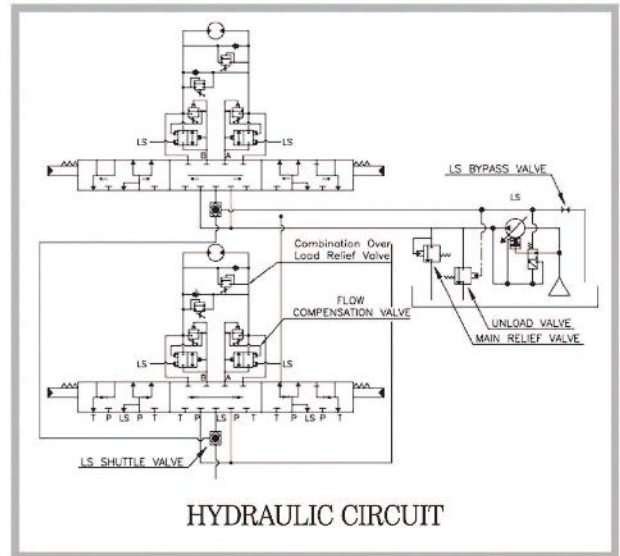 LS
LS
B
A
LS BYPASS VALVE
LS
Combination Over
Load Relief Valve
FLOW
COMPENSATION VALVE
UNLOAD VALVE
MAIN RELIEF VALVE
LS
LS
B
A
T P LS P T T P LS P T T P LS P T
LS SHUTTLE VALVE
HYDRAULIC CIRCUIT